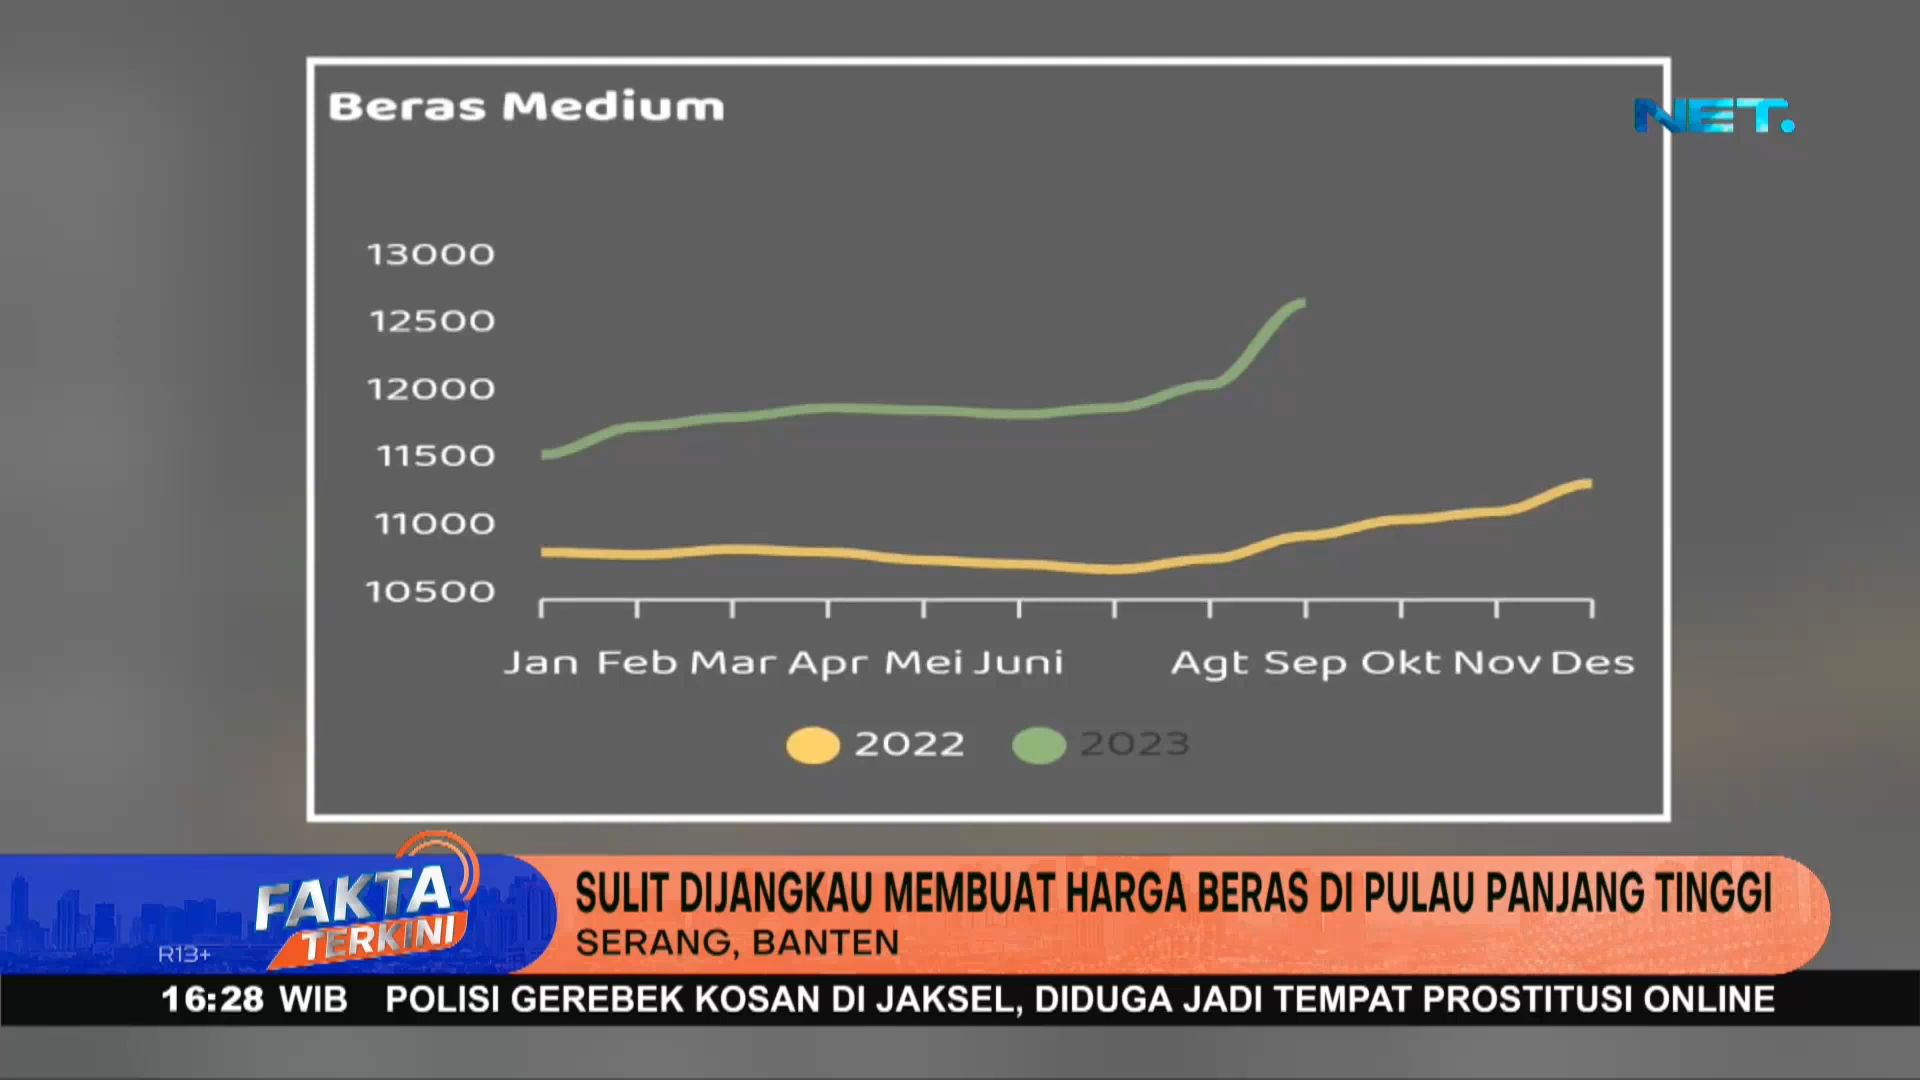 Beras Medium
NET.
13000
12500
12000
11500
11000
10500
Jan Feb Mar Apr Mei Juni Agt Sep Okt Nov Des
2022 2023
FAKTA
TERKINI
R13+
SULIT DIJANGKAU MEMBUAT HARGA BERAS DI PULAU PANJANG TINGGI
SERANG, BANTEN
16:28 WIB POLISI GEREBEK KOSAN DI JAKSEL, DIDUGA JADI TEMPAT PROSTITUSI ONLINE